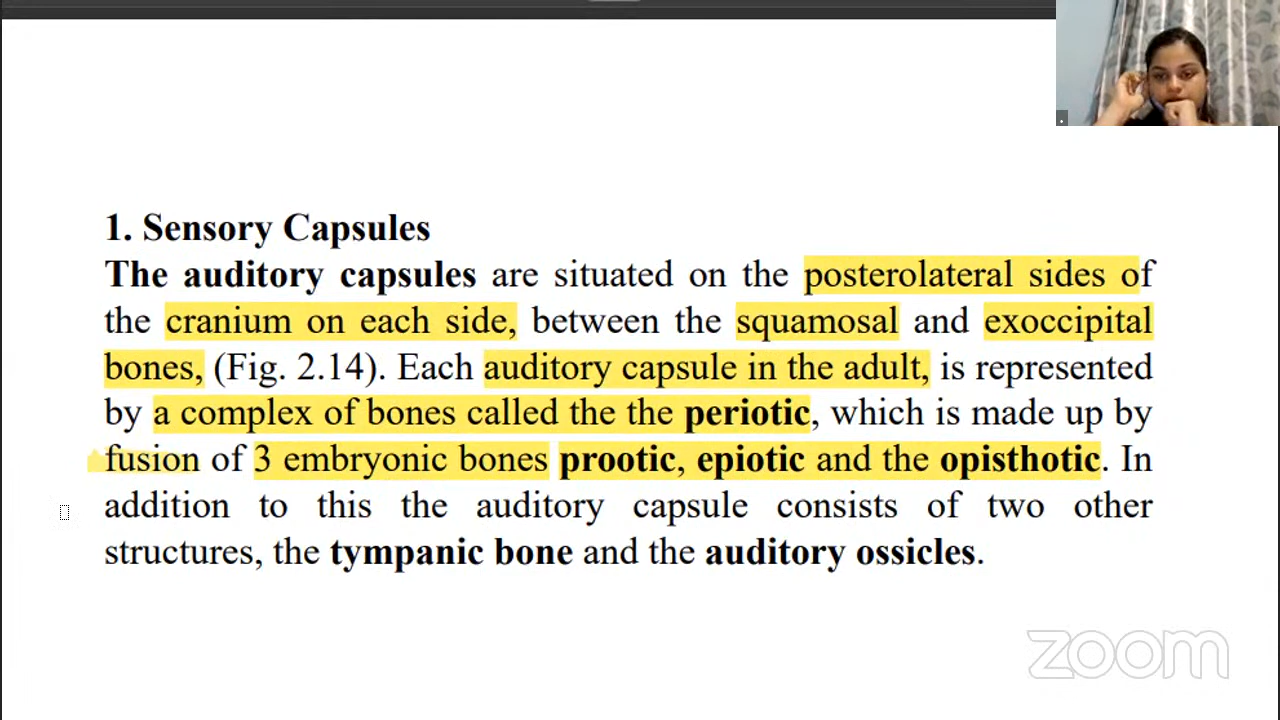 1. Sensory Capsules
The auditory capsules are situated on the posterolateral sides of
the cranium on each side, between the squamosal and exoccipital
bones, (Fig. 2.14). Each auditory capsule in the adult, is represented
by a complex of bones called the the periotic, which is made up by
fusion of 3 embryonic bones prootic, epiotic and the opisthotic. In
addition to this the auditory capsule consists of two other
structures, the tympanic bone and the auditory ossicles.
zoom